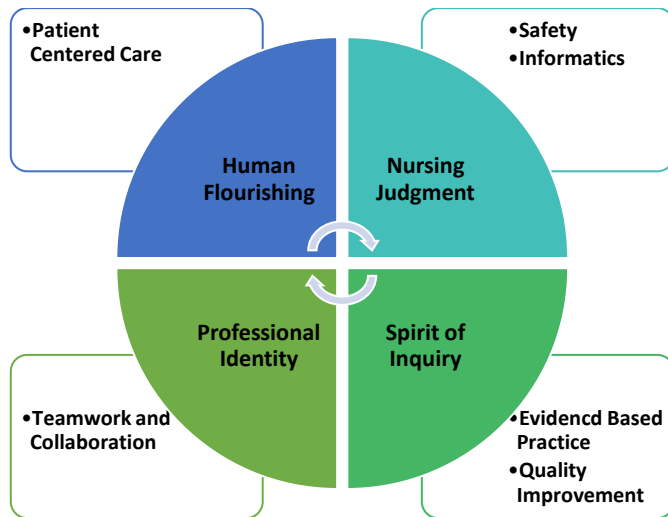 •Patient
Centered Care
•Safety
•Informatics
Human
Flourishing
Nursing
Judgment
Professional
Identity
Spirit of
Inquiry
•Teamwork and
Collaboration
•Evidencd Based
Practice
•Quality
Improvement